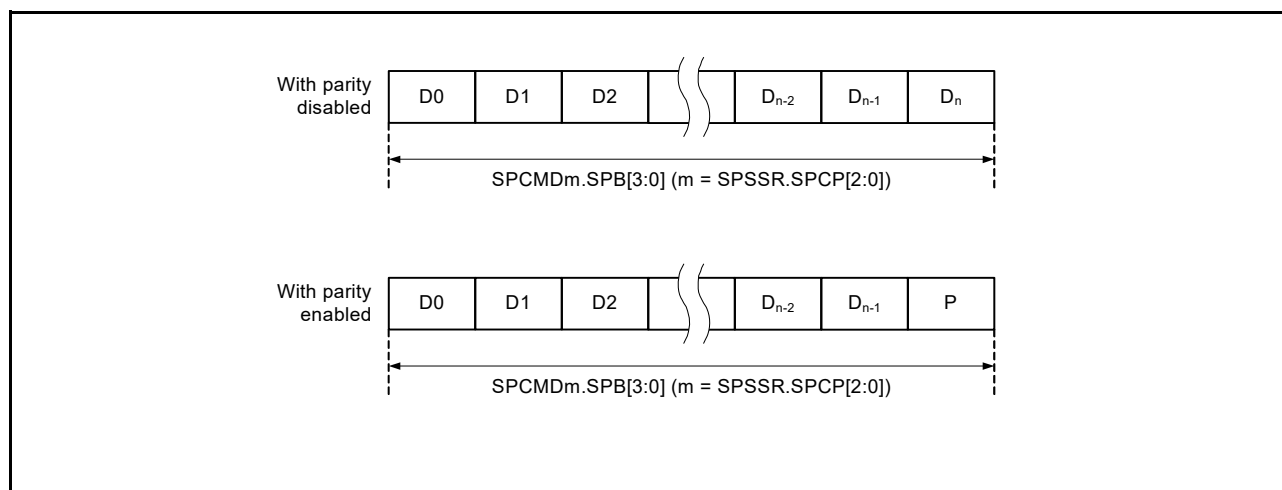 With parity
disabled
D0 D1 D2 Dn-2 Dn-1 Dn
SPCMDm.SPB[3:0] (m = SPSSR.SPCP[2:0])
With parity
enabled
D0 D1 D2 Dn-2 Dn-1 P
SPCMDm.SPB[3:0] (m = SPSSR.SPCP[2:0])